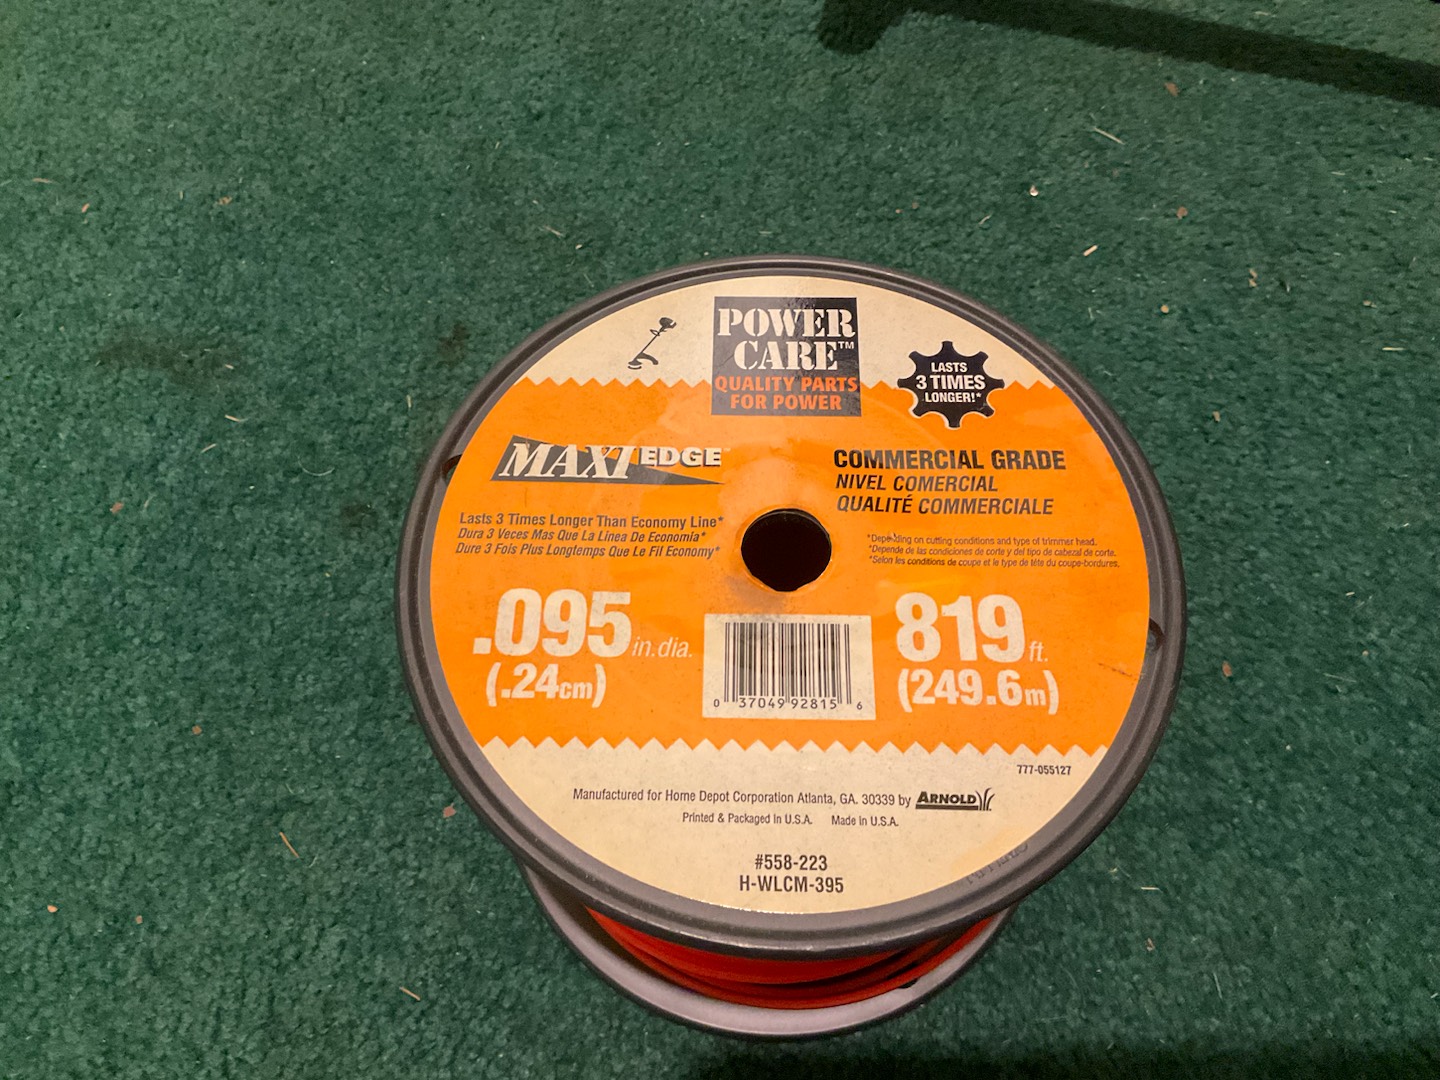 POWER
CARE™
QUALITY PARTS
FOR POWER
LASTS
3 TIMES
LONGER!*
MAXI EDGE
Lasts 3 Times Longer Than Economy Line*
Dura 3 Veces Mas Que La Linea De Economia*
Dure 3 Fois Plus Longtemps Que Le Fil Economy*
COMMERCIAL GRADE
NIVEL COMERCIAL
QUALITÉ COMMERCIALE
*Depending on cutting conditions and type of trimmer head.
*Depende de las condiciones de corte y del tipo de cabezal de corte.
*Selon les conditions de coupe et le type de tête du coupe-bordures.
.095 in. dia.
(.24cm)
0 37049 92815 6
819 ft.
(249.6m)
777-055127
Manufactured for Home Depot Corporation Atlanta, GA. 30339 by ARNOLD
Printed & Packaged in U.S.A. Made in U.S.A.
#558-223
H-WLCM-395